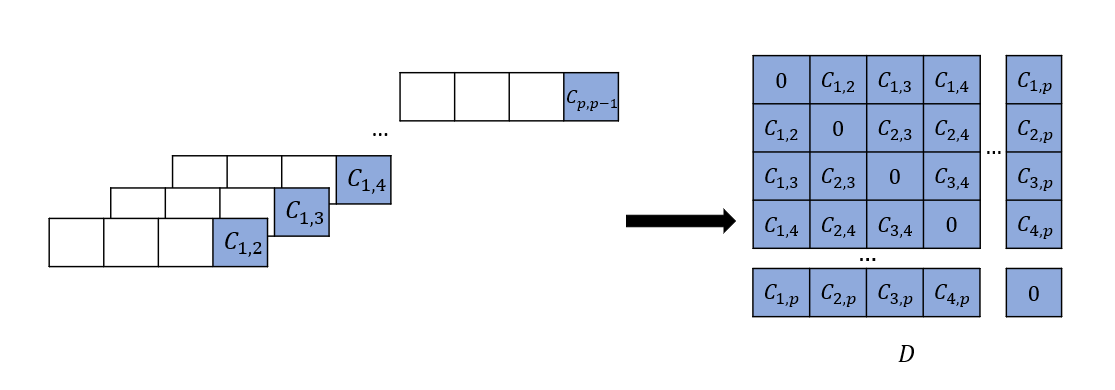 C_{p,p−1}
...
C_{1,4}
C_{1,3}
C_{1,2}
0 C_{1,2} C_{1,3} C_{1,4} C_{1,p}
C_{1,2} 0 C_{2,3} C_{2,4} C_{2,p}
...
C_{1,3} C_{2,3} 0 C_{3,4} C_{3,p}
C_{1,4} C_{2,4} C_{3,4} 0 C_{4,p}
...
C_{1,p} C_{2,p} C_{3,p} C_{4,p} 0
D